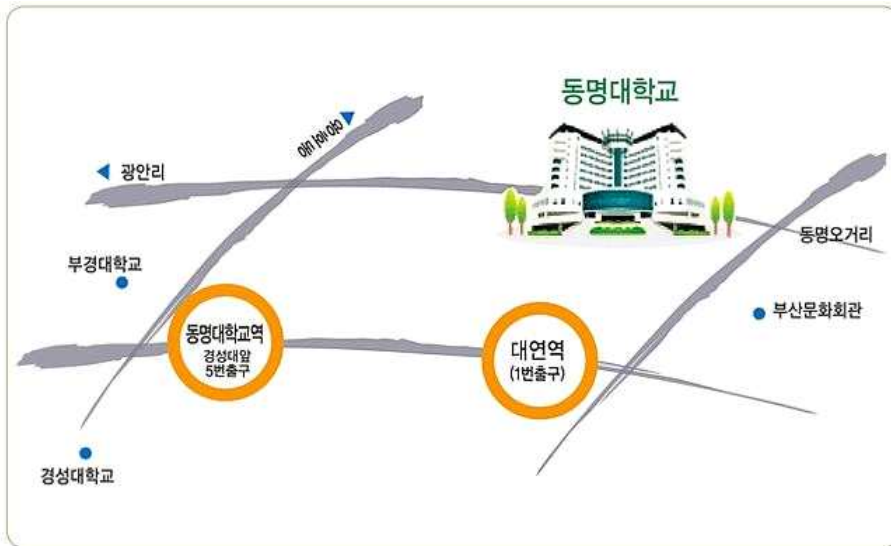 동명대학교
광안리
동명오거리
부경대학교
부산문화회관
동명대학교역
경성대앞
5번출구
대연역
(1번출구)
경성대학교